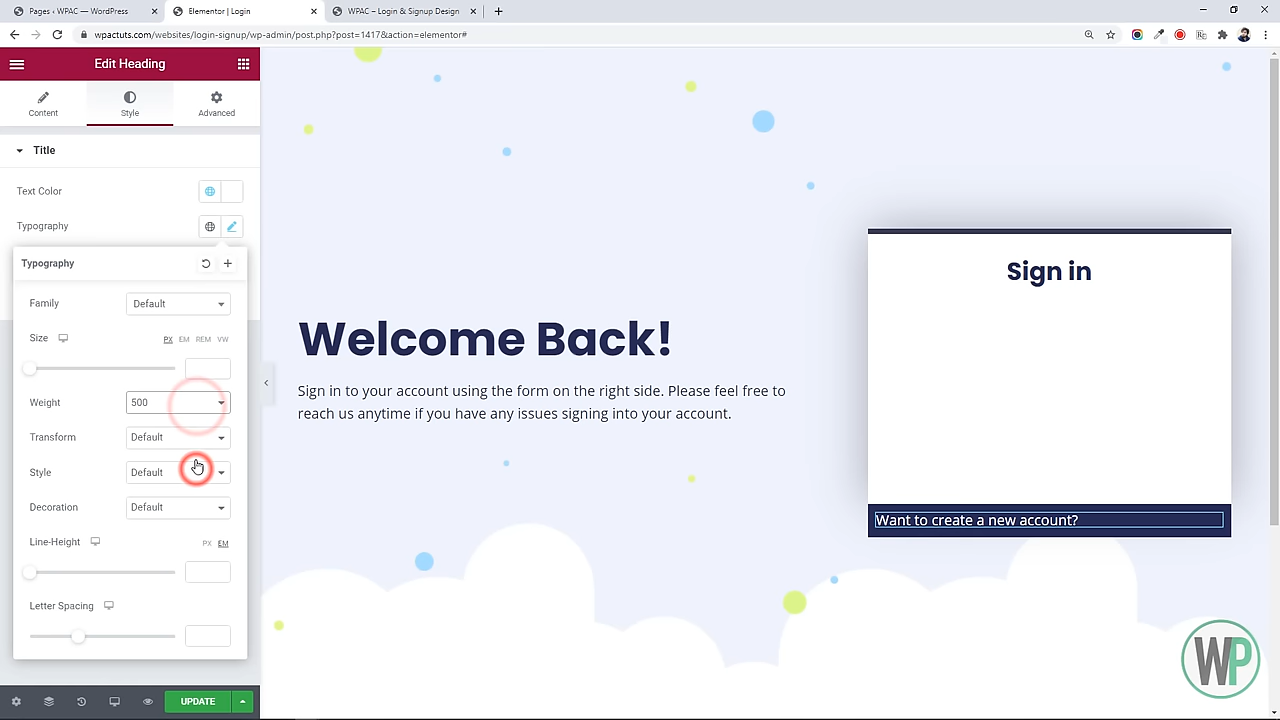 Pages ‹ WPAC — WordPress
Elementor | Login
WPAC – Login & Signup Design
wpactuts.com/websites/login-signup/wp-admin/post.php?post=1417&action=elementor#
Edit Heading
Content
Style
Advanced
Title
Text Color
Typography
Typography
Family
Default
Size
PX EM REM VW
Weight
500
Transform
Default
Style
Default
Decoration
Default
Line-Height
PX EM
Letter Spacing
UPDATE
Welcome Back!
Sign in to your account using the form on the right side. Please feel free to
reach us anytime if you have any issues signing into your account.
Sign in
Want to create a new account?
WP